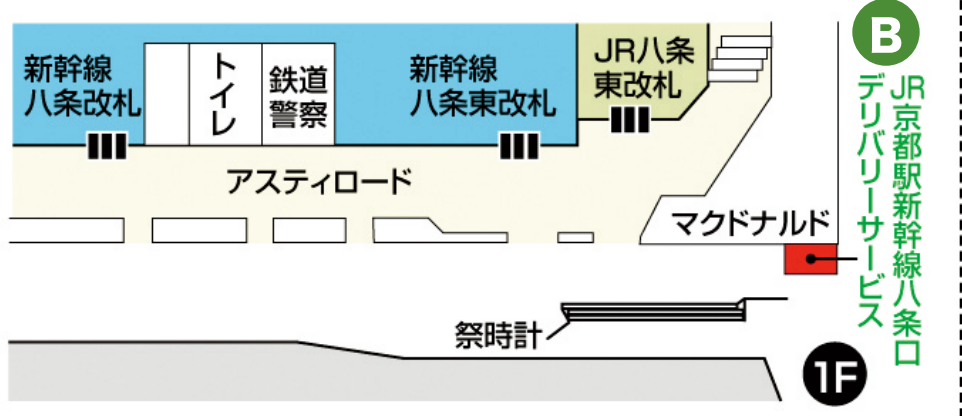 新幹線
八条改札
トイレ
鉄道
警察
新幹線
八条東改札
JR八条
東改札
B
JR京都駅新幹線八条口
デリバリーサービス
アスティロード
マクドナルド
祭時計
1F